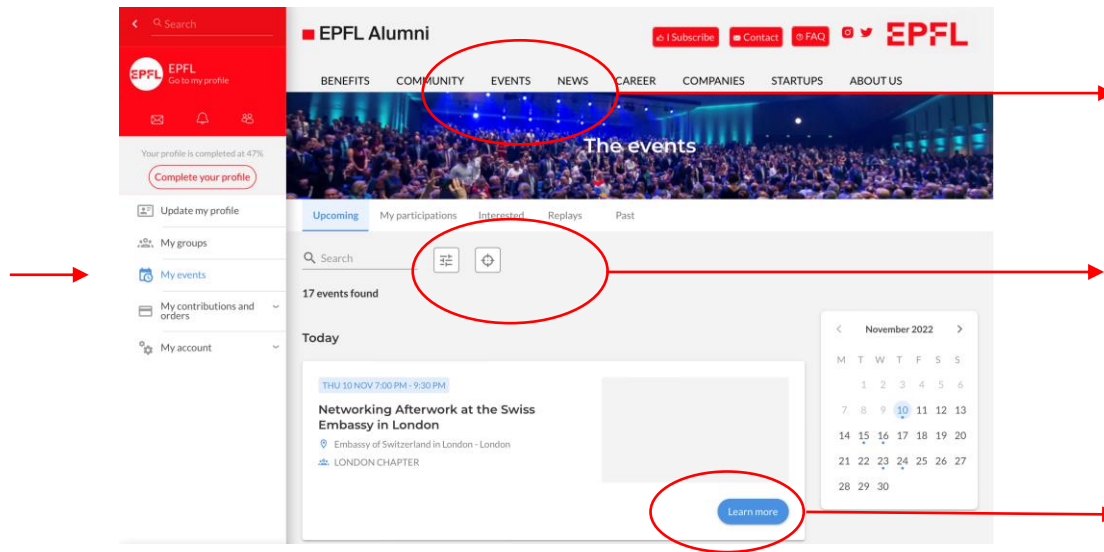 Search
EPFL
EPFL
Go to my profile
Your profile is completed at 47%
Complete your profile
Update my profile
My groups
My events
My contributions and
orders
My account
EPFL Alumni
I Subscribe
Contact
FAQ
EPFL
BENEFITS COMMUNITY EVENTS NEWS CAREER COMPANIES STARTUPS ABOUT US
The events
Upcoming My participations Interested Replays Past
Search
17 events found
Today
THU 10 NOV 7:00 PM - 9:30 PM
Networking Afterwork at the Swiss
Embassy in London
Embassy of Switzerland in London - London
LONDON CHAPTER
Learn more
November 2022
M T W T F S S
1 2 3 4 5 6
7 8 9 10 11 12 13
14 15 16 17 18 19 20
21 22 23 24 25 26 27
28 29 30